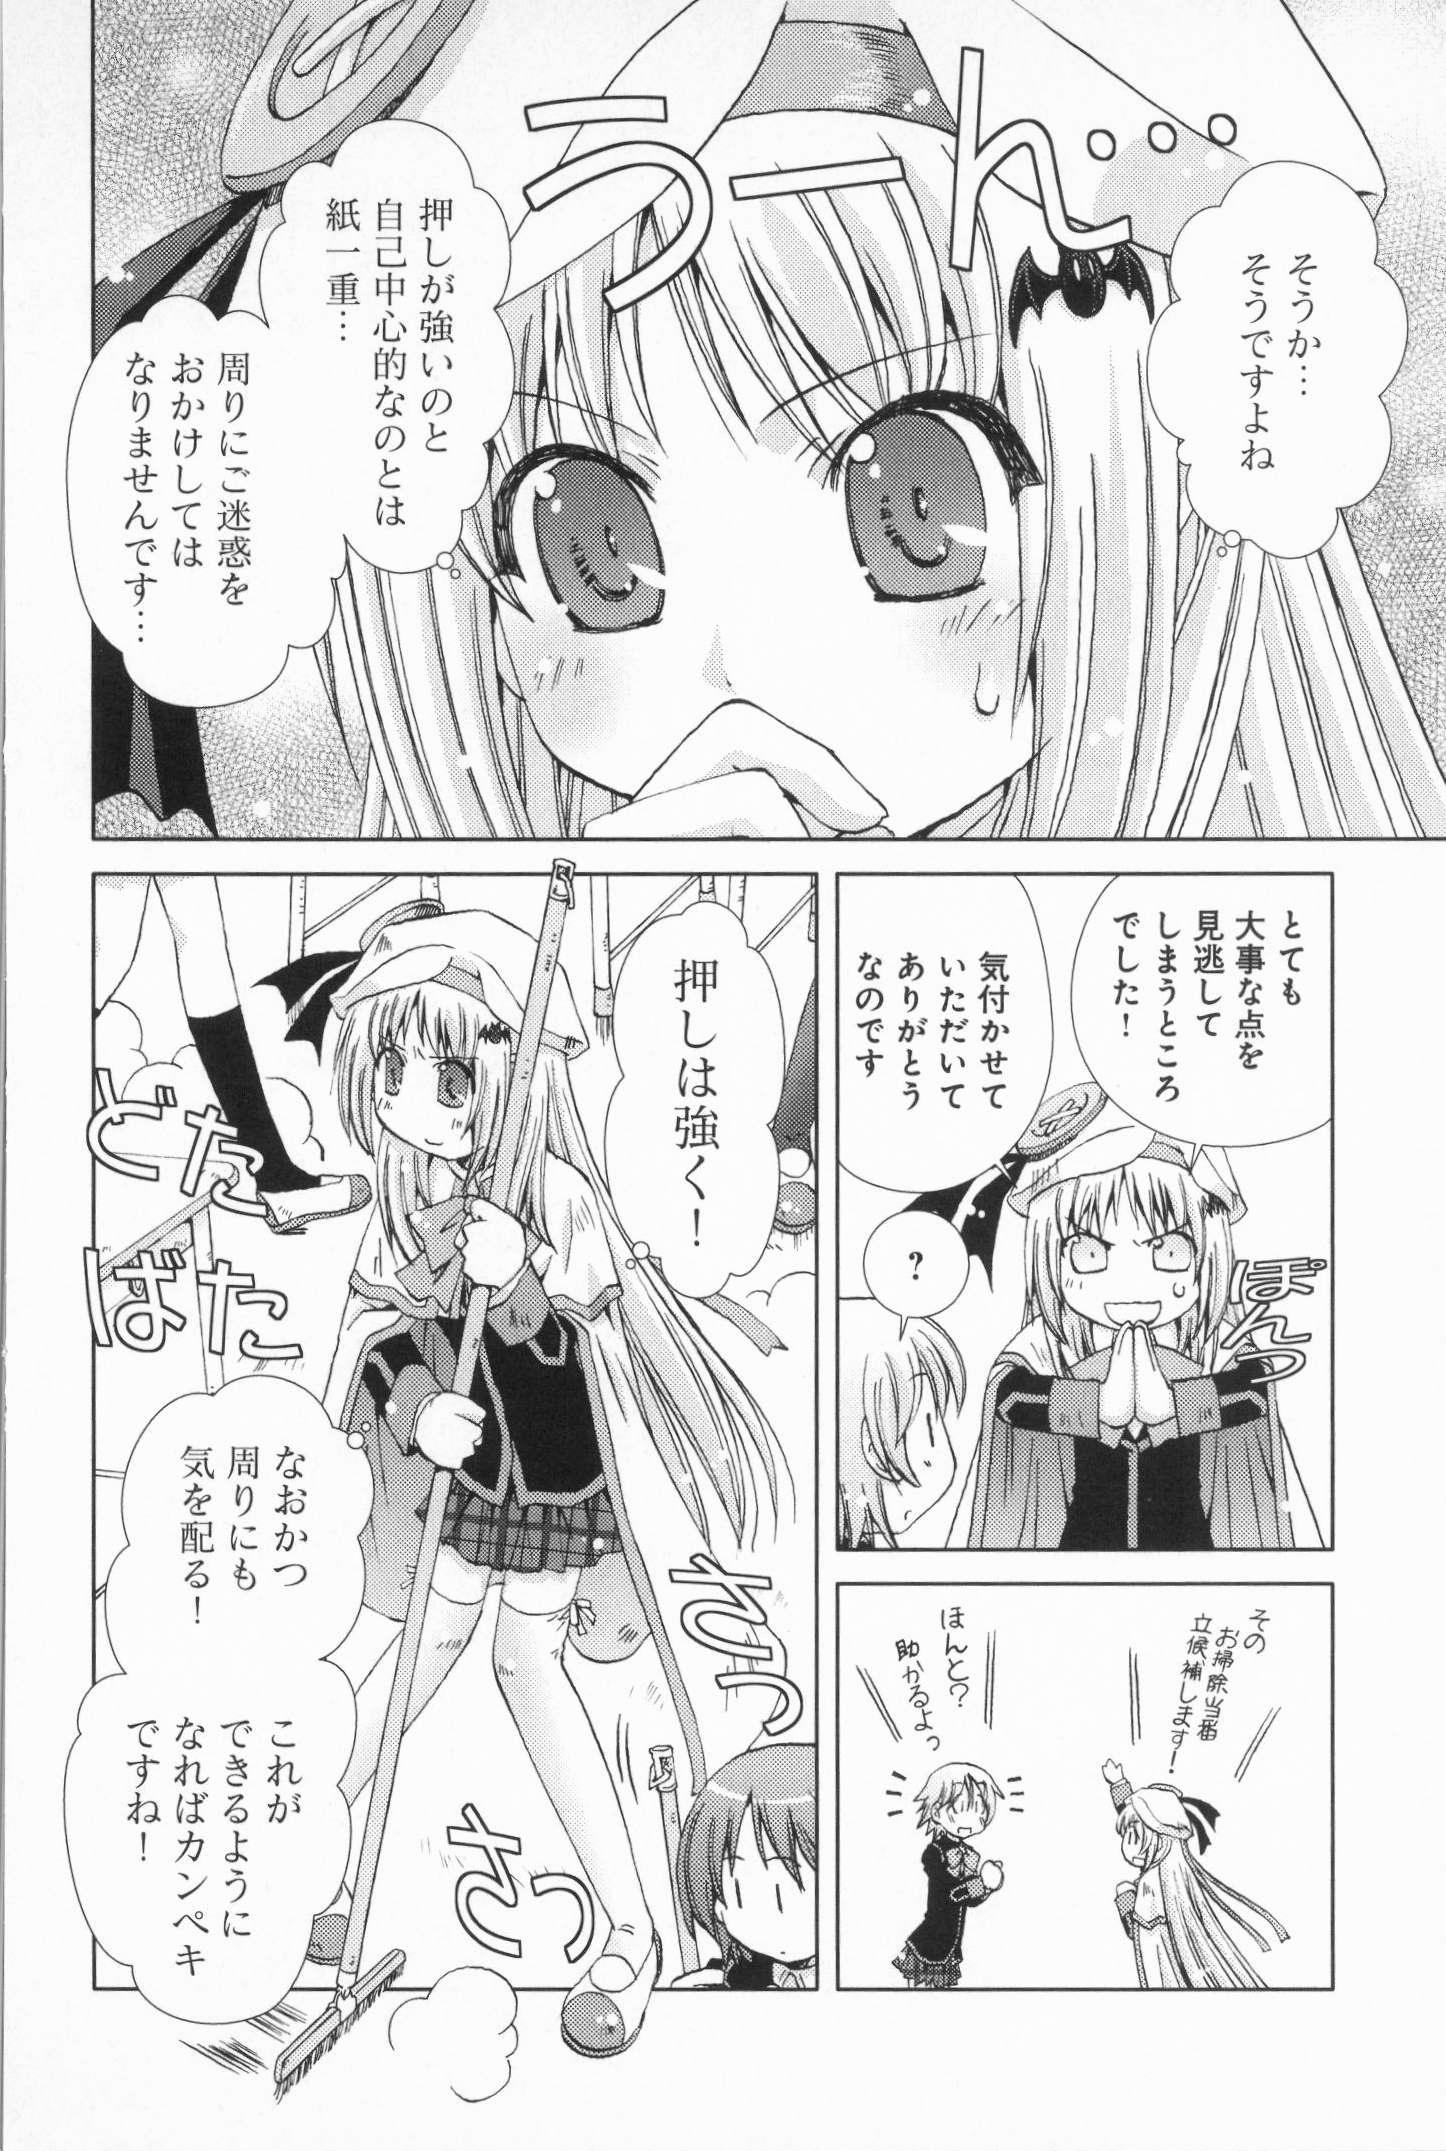 うーん・・・
そうか…
そうですよね
押しが強いのと
自己中心的なのとは
紙一重…
周りにご迷惑を
おかけしては
なりませんです…
とても
大事な点を
見逃して
しまうところ
でした！
気付かせて
いただいて
ありがとう
なのです
？
ぽんっ
その
お掃除当番
立候補します！
ほんと？
助かるよっ
押しは強く！
どた
ばた
なおかつ
周りにも
気を配る！
これが
できるように
なればカンペキ
ですね！
さっ
さっ